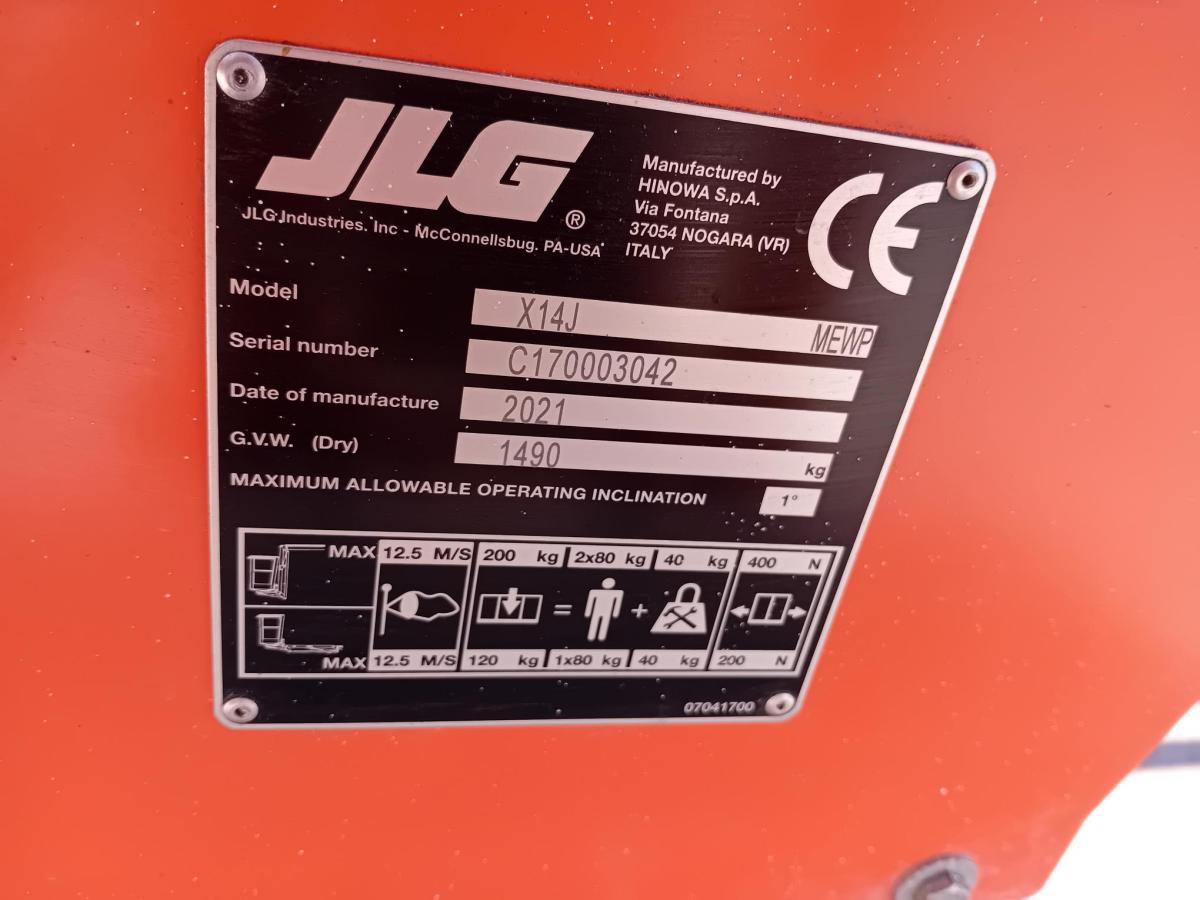 JLG
®
JLG Industries. Inc - McConnellsbug. PA-USA
Manufactured by
HINOWA S.p.A.
Via Fontana
37054 NOGARA (VR)
ITALY
CE
Model X14J MEWP
Serial number C170003042
Date of manufacture 2021
G.V.W. (Dry) 1490 kg
MAXIMUM ALLOWABLE OPERATING INCLINATION 1°
MAX 12.5 M/S 200 kg 2x80 kg 40 kg 400 N
= +
MAX 12.5 M/S 120 kg 1x80 kg 40 kg 200 N
07041700